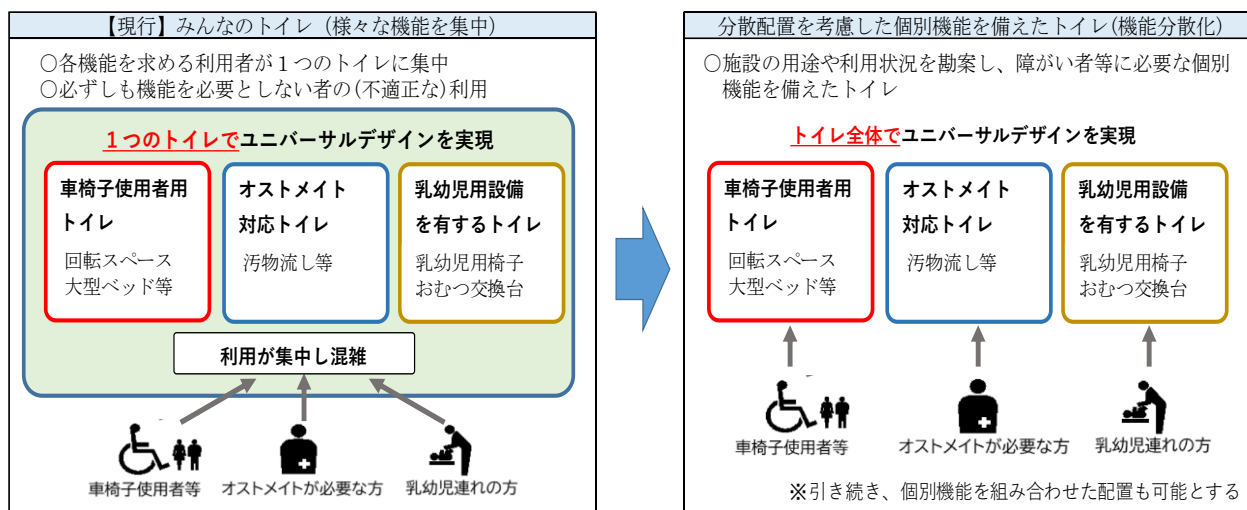 【現行】みんなのトイレ（様々な機能を集中）
○各機能を求める利用者が１つのトイレに集中
○必ずしも機能を必要としない者の(不適正な)利用
１つのトイレでユニバーサルデザインを実現
車椅子使用者用
トイレ
回転スペース
大型ベッド等
オストメイト
対応トイレ
汚物流し等
乳幼児用設備
を有するトイレ
乳幼児用椅子
おむつ交換台
利用が集中し混雑
車椅子使用者等
オストメイトが必要な方
乳幼児連れの方
分散配置を考慮した個別機能を備えたトイレ(機能分散化)
○施設の用途や利用状況を勘案し、障がい者等に必要な個別
機能を備えたトイレ
トイレ全体でユニバーサルデザインを実現
車椅子使用者用
トイレ
回転スペース
大型ベッド等
オストメイト
対応トイレ
汚物流し等
乳幼児用設備
を有するトイレ
乳幼児用椅子
おむつ交換台
車椅子使用者等
オストメイトが必要な方
乳幼児連れの方
※引き続き、個別機能を組み合わせた配置も可能とする